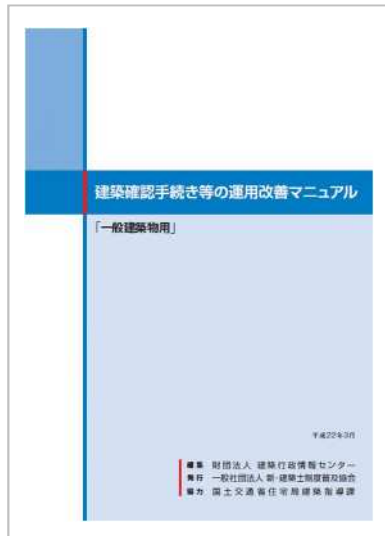 建築確認手続き等の運用改善マニュアル
「一般建築物用」
平成22年3月
編集 財団法人 建築行政情報センター
発行 一般社団法人 新・建築士制度普及協会
協力 国土交通省住宅局建築指導課